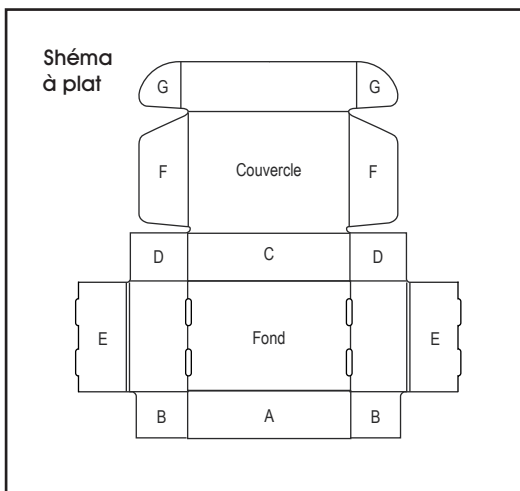 Shéma
à plat
G G
F Couvercle F
D C D
E Fond E
B A B